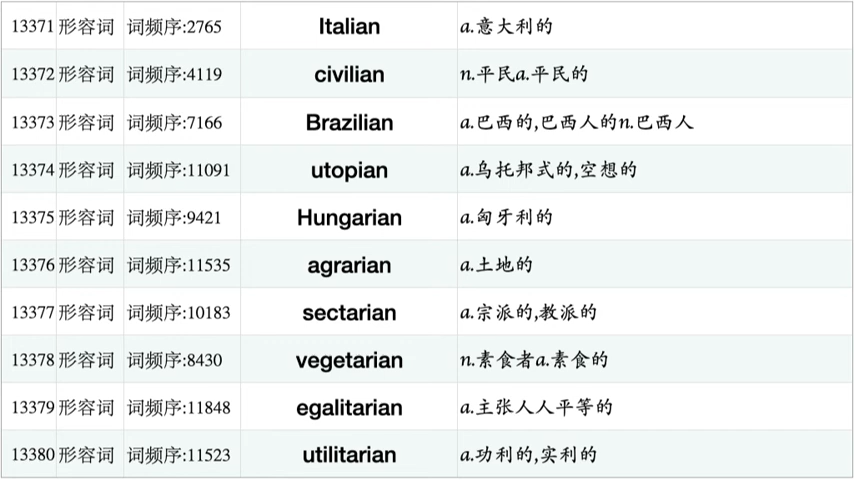 13371 形容词 词频序:2765 Italian a.意大利的
13372 形容词 词频序:4119 civilian n.平民a.平民的
13373 形容词 词频序:7166 Brazilian a.巴西的,巴西人的n.巴西人
13374 形容词 词频序:11091 utopian a.乌托邦式的,空想的
13375 形容词 词频序:9421 Hungarian a.匈牙利的
13376 形容词 词频序:11535 agrarian a.土地的
13377 形容词 词频序:10183 sectarian a.宗派的,教派的
13378 形容词 词频序:8430 vegetarian n.素食者a.素食的
13379 形容词 词频序:11848 egalitarian a.主张人人平等的
13380 形容词 词频序:11523 utilitarian a.功利的,实利的